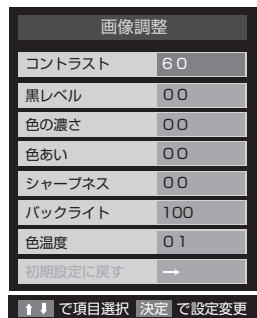 画像調整
コントラスト 60
黒レベル 00
色の濃さ 00
色あい 00
シャープネス 00
バックライト 100
色温度 01
初期設定に戻す →
⬆⬇ で項目選択 決定 で設定変更